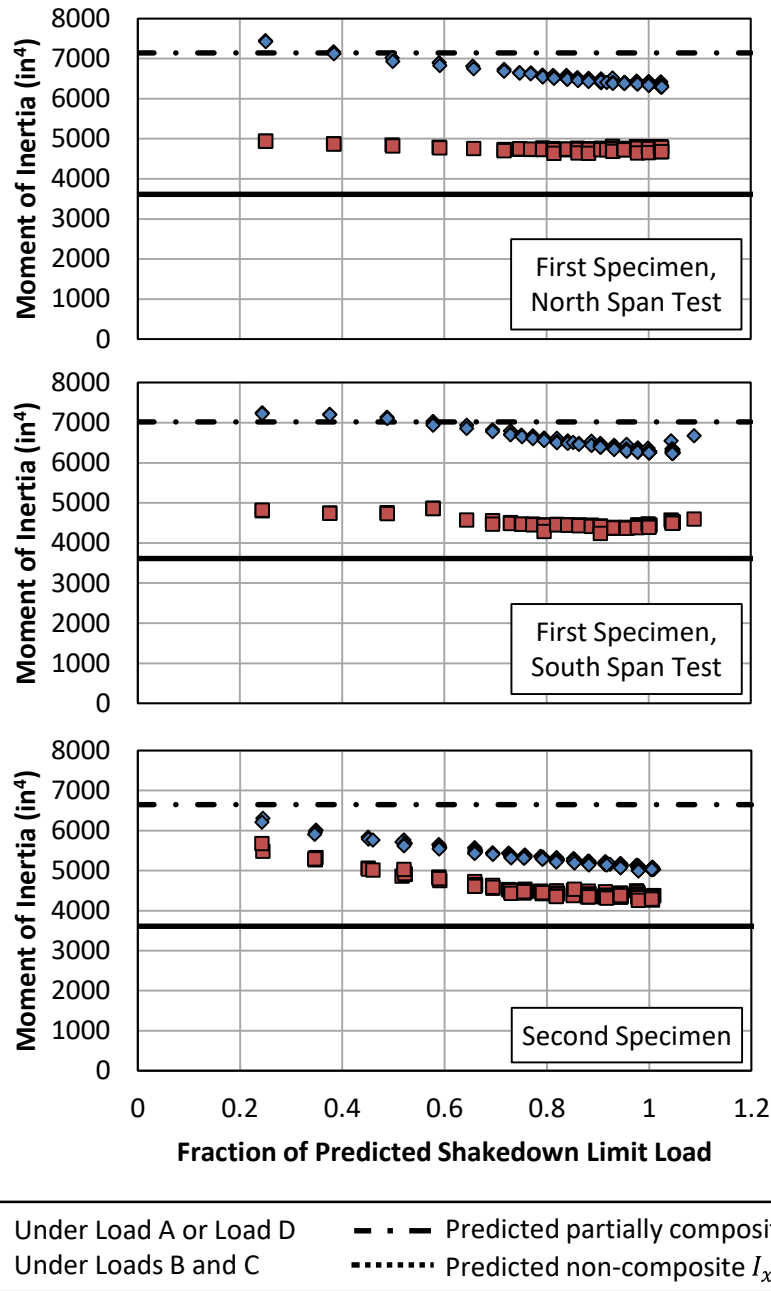 8000
7000
6000
5000
4000
3000
2000
1000
0
Moment of Inertia (in⁴)
First Specimen,
North Span Test
8000
7000
6000
5000
4000
3000
2000
1000
0
Moment of Inertia (in⁴)
First Specimen,
South Span Test
8000
7000
6000
5000
4000
3000
2000
1000
0
Moment of Inertia (in⁴)
Second Specimen
0 0.2 0.4 0.6 0.8 1 1.2
Fraction of Predicted Shakedown Limit Load
Under Load A or Load D Predicted partially composit
Under Loads B and C Predicted non-composite Iₓ